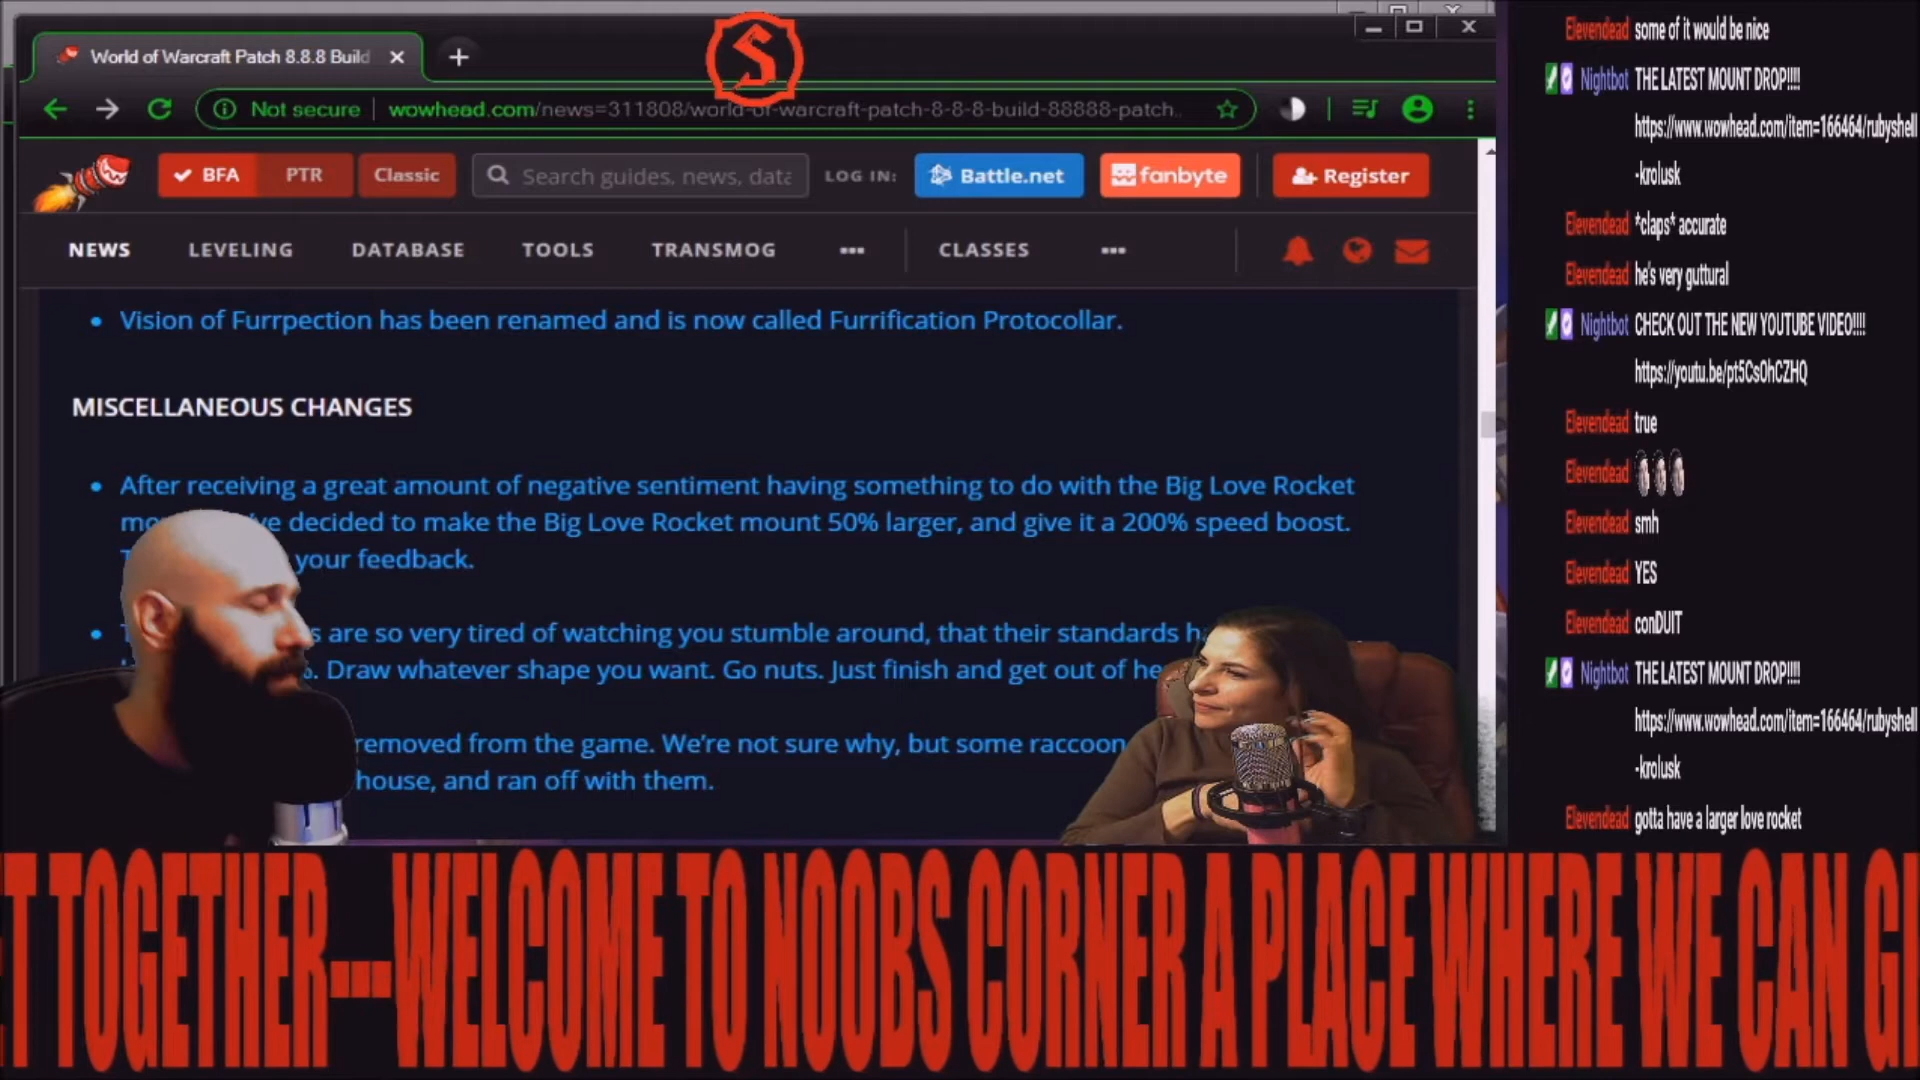 World of Warcraft Patch 8.8.8 Build
S
Not secure | wowhead.com/news=311808/world-of-warcraft-patch-8-8-8-build-88888-patch..
BFA PTR Classic Search guides, news, data LOG IN: Battle.net fanbyte Register
NEWS LEVELING DATABASE TOOLS TRANSMOG ••• CLASSES •••
• Vision of Furrpection has been renamed and is now called Furrification Protocollar.
MISCELLANEOUS CHANGES
• After receiving a great amount of negative sentiment having something to do with the Big Love Rocket
decided to make the Big Love Rocket mount 50% larger, and give it a 200% speed boost.
your feedback.
• are so very tired of watching you stumble around, that their standards
Draw whatever shape you want. Go nuts. Just finish and get out of
removed from the game. We're not sure why, but some raccoon
house, and ran off with them.
Elevendead some of it would be nice
Nightbot THE LATEST MOUNT DROP!!!!
https://www.wowhead.com/item=166464/rubyshell
-krolusk
Elevendead *claps* accurate
Elevendead he's very guttural
Nightbot CHECK OUT THE NEW YOUTUBE VIDEO!!!!
https://youtu.be/pt5CsOhCZHQ
Elevendead true
Elevendead
Elevendead smh
Elevendead YES
Elevendead conDUIT
Nightbot THE LATEST MOUNT DROP!!!!
https://www.wowhead.com/item=166464/rubyshell
-krolusk
Elevendead gotta have a larger love rocket
ET TOGETHER---WELCOME TO NOOBS CORNER A PLACE WHERE WE CAN G